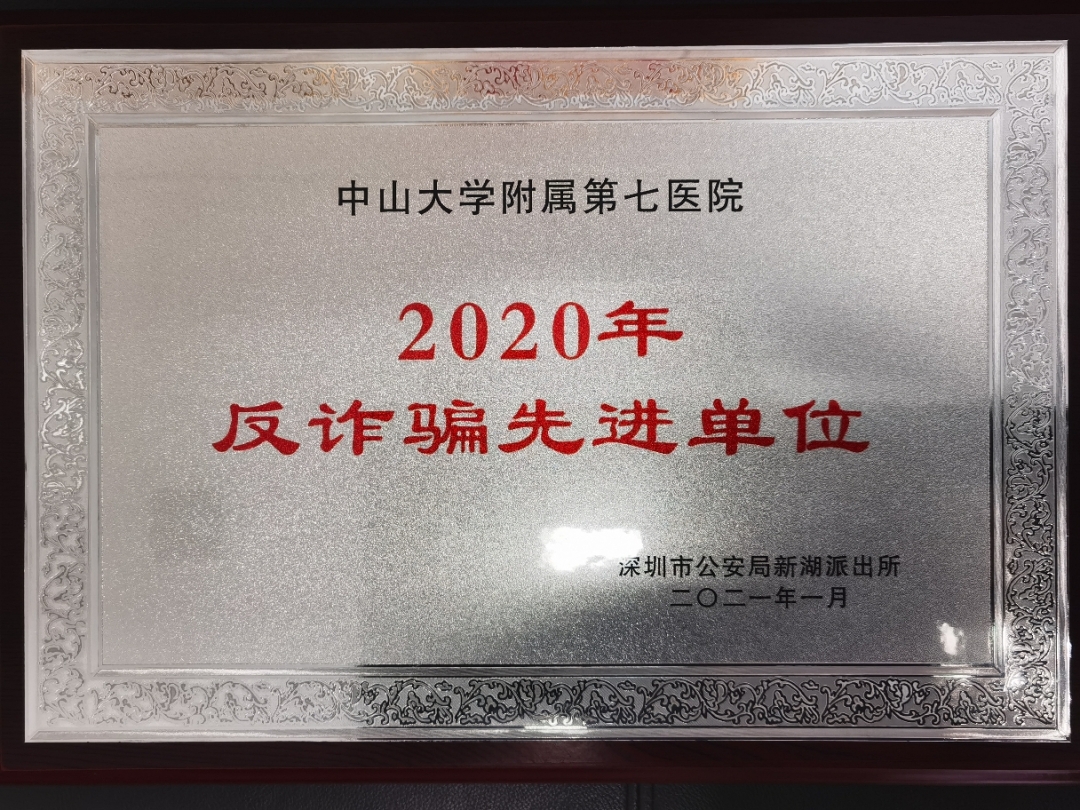 中山大学附属第七医院
2020年
反诈骗先进单位
深圳市公安局新湖派出所
二〇二一年一月